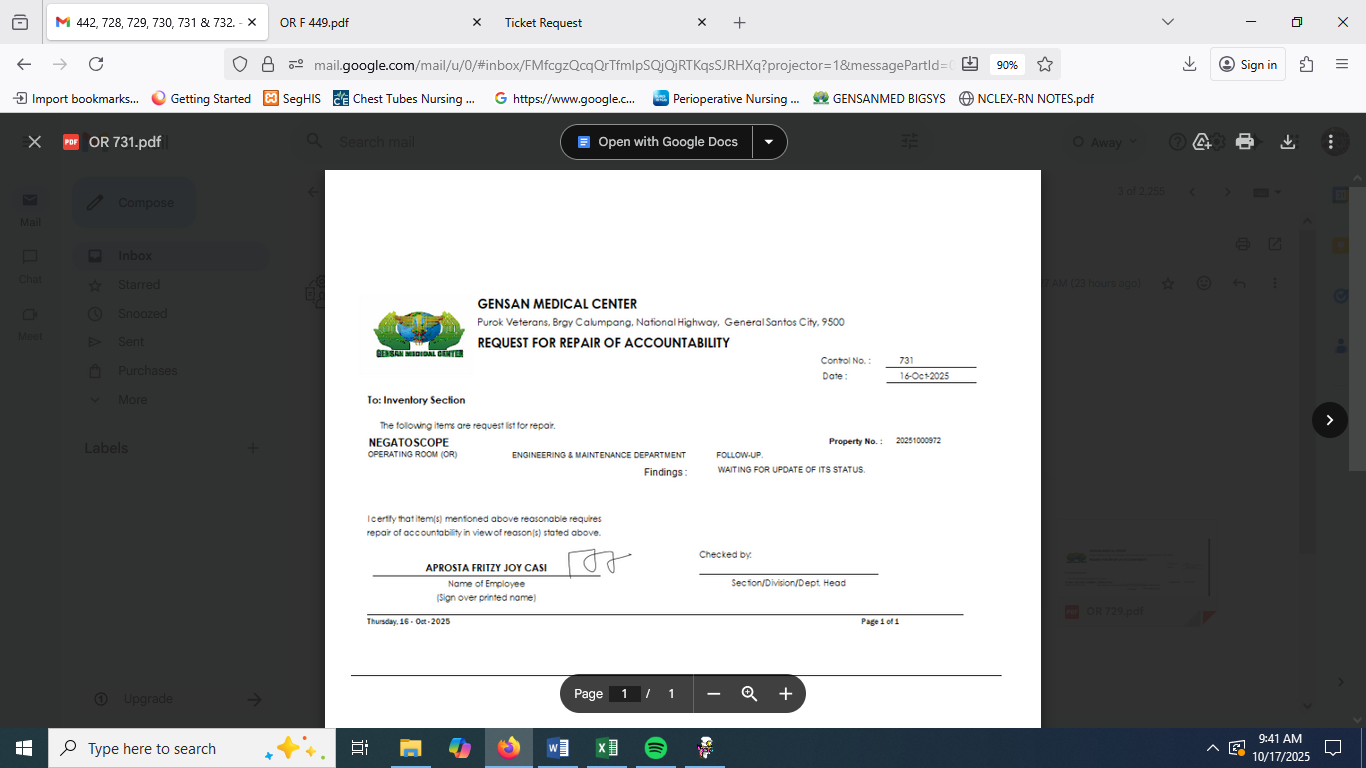 442, 728, 729, 730, 731 & 732. -
OR F 449.pdf
Ticket Request
mail.google.com/mail/u/0/#inbox/FMfcgzQcqQrTfmlpSQjQjRTKqsSJRHXq?projector=1&messagePartId=
90%
Sign in
Import bookmarks...
Getting Started
SegHIS
Chest Tubes Nursing ...
https://www.google.c...
Perioperative Nursing ...
GENSANMED BIGSYS
NCLEX-RN NOTES.pdf
PDF
OR 731.pdf
Search mail
Open with Google Docs
Away
Compose
3 of 2,255
Mail
Inbox
Chat
Starred
7 AM (23 hours ago)
Snoozed
Meet
Sent
Purchases
More
Labels
GENSAN MEDICAL CENTER
GENSAN MEDICAL CENTER
Purok Veterans, Brgy Calumpang, National Highway, General Santos City, 9500
REQUEST FOR REPAIR OF ACCOUNTABILITY
Control No. : 731
Date : 16-Oct-2025
To: Inventory Section
The following items are request list for repair.
NEGATOSCOPE
Property No. : 20251000972
OPERATING ROOM (OR) ENGINEERING & MAINTENANCE DEPARTMENT FOLLOW-UP.
Findings : WAITING FOR UPDATE OF ITS STATUS.
I certify that item(s) mentioned above reasonable requires
repair of accountability in view of reason(s) stated above.
Checked by:
APROSTA FRITZY JOY CASI
Name of Employee
Section/Division/Dept. Head
(Sign over printed name)
Thursday, 16 - Oct - 2025 Page 1 of 1
OR 729.pdf
Upgrade
Page 1 / 1
Type here to search
9:41 AM
10/17/2025